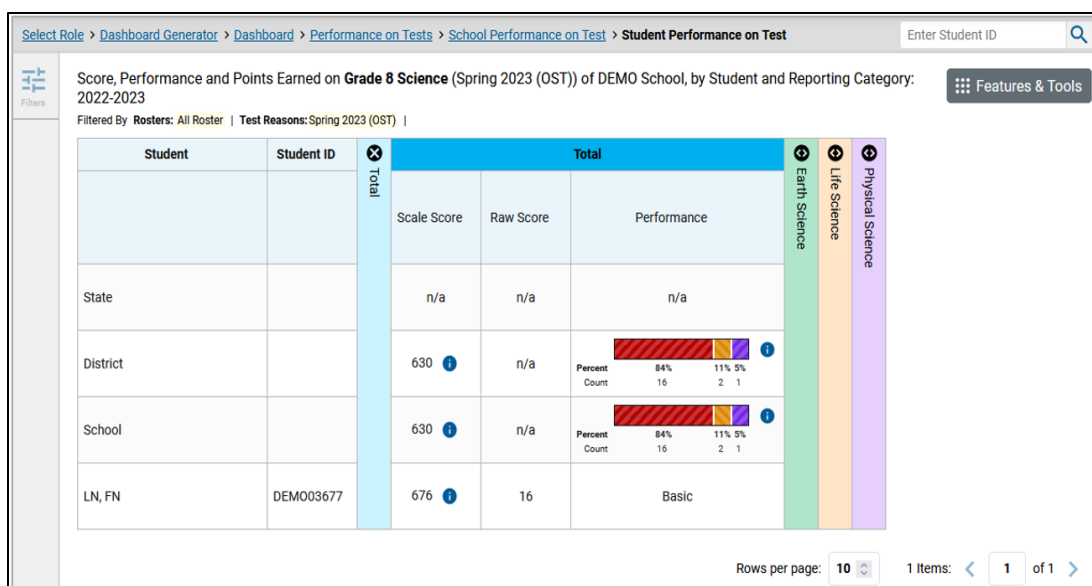 Select Role > Dashboard Generator > Dashboard > Performance on Tests > School Performance on Test > Student Performance on Test
Enter Student ID
Filters
Score, Performance and Points Earned on Grade 8 Science (Spring 2023 (OST)) of DEMO School, by Student and Reporting Category:
2022-2023
Features & Tools
Filtered By Rosters: All Roster | Test Reasons: Spring 2023 (OST) |
Student Student ID Total Total Earth Science Life Science Physical Science
Scale Score Raw Score Performance
State n/a n/a n/a
District 630 n/a
Percent 84% 11% 5%
Count 16 2 1
School 630 n/a
Percent 84% 11% 5%
Count 16 2 1
LN, FN DEMO03677 676 16 Basic
Rows per page: 10 1 Items: 1 of 1